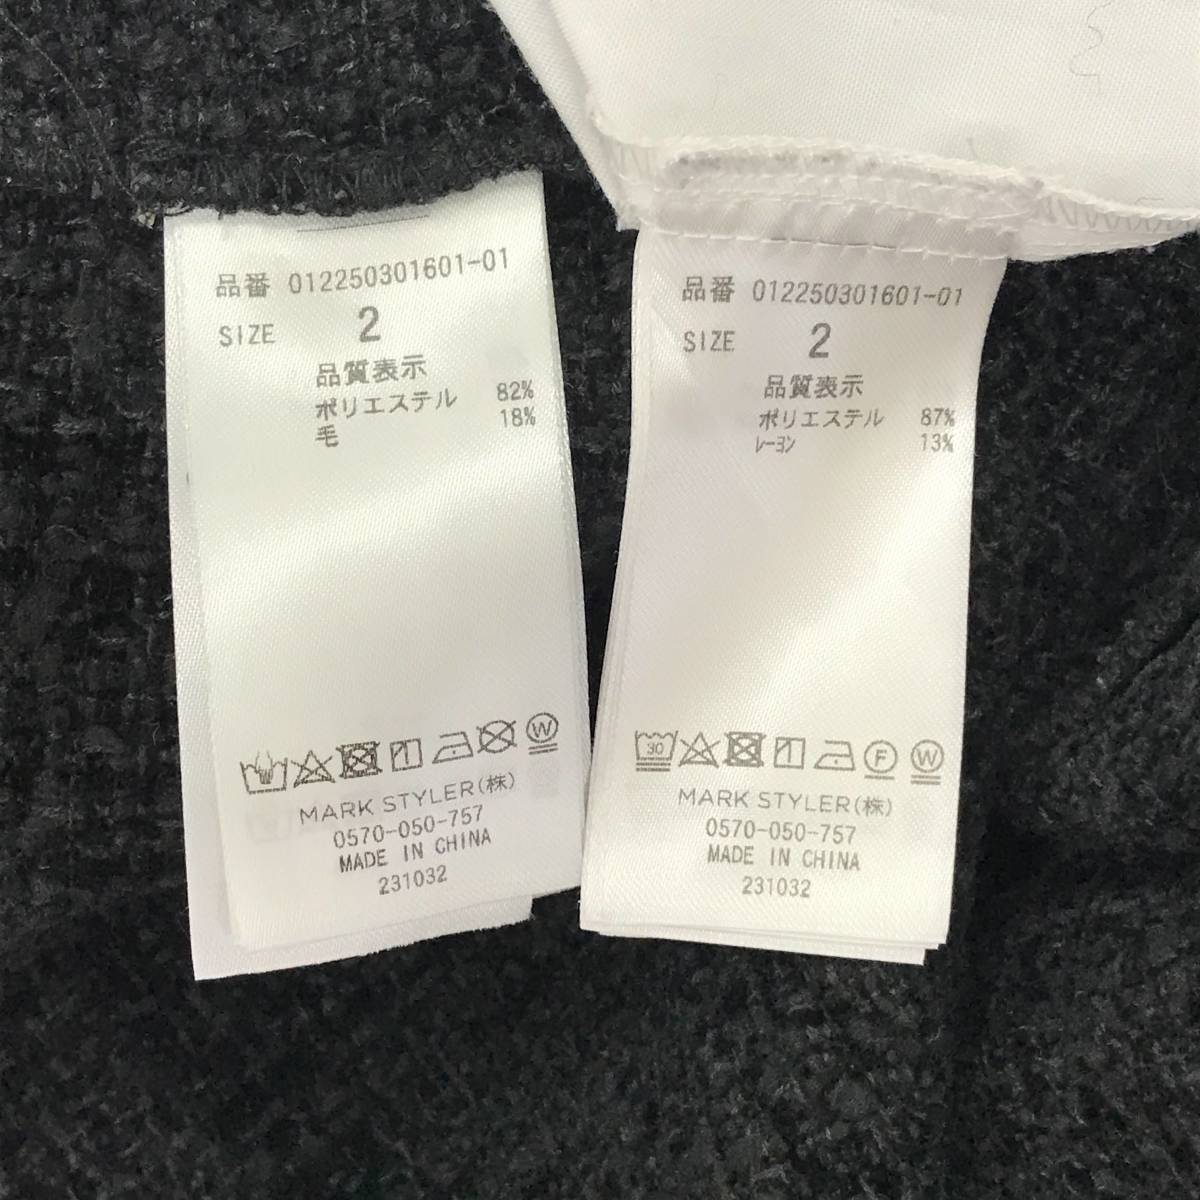 品番 012250301601-01
SIZE 2
品質表示
ポリエステル 82%
毛 18%
W
MARK STYLER(株)
0570-050-757
MADE IN CHINA
231032
品番 012250301601-01
SIZE 2
品質表示
ポリエステル 87%
レーヨン 13%
30 F W
MARK STYLER(株)
0570-050-757
MADE IN CHINA
231032